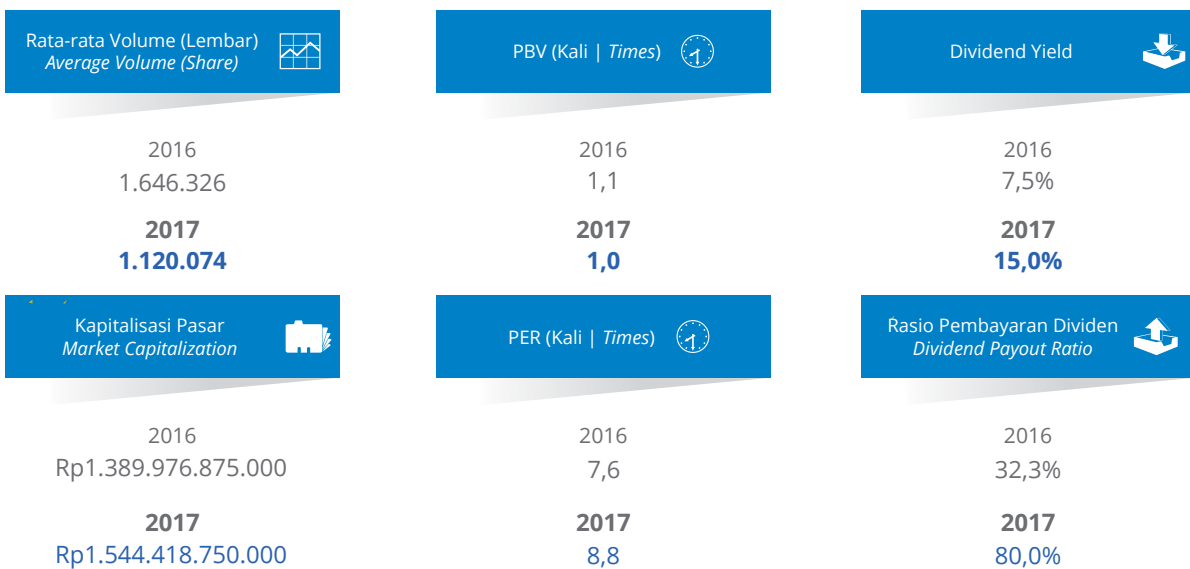 Rata-rata Volume (Lembar)
Average Volume (Share)
2016
1.646.326
2017
1.120.074
PBV (Kali | Times)
2016
1,1
2017
1,0
Dividend Yield
2016
7,5%
2017
15,0%
Kapitalisasi Pasar
Market Capitalization
2016
Rp1.389.976.875.000
2017
Rp1.544.418.750.000
PER (Kali | Times)
2016
7,6
2017
8,8
Rasio Pembayaran Dividen
Dividend Payout Ratio
2016
32,3%
2017
80,0%